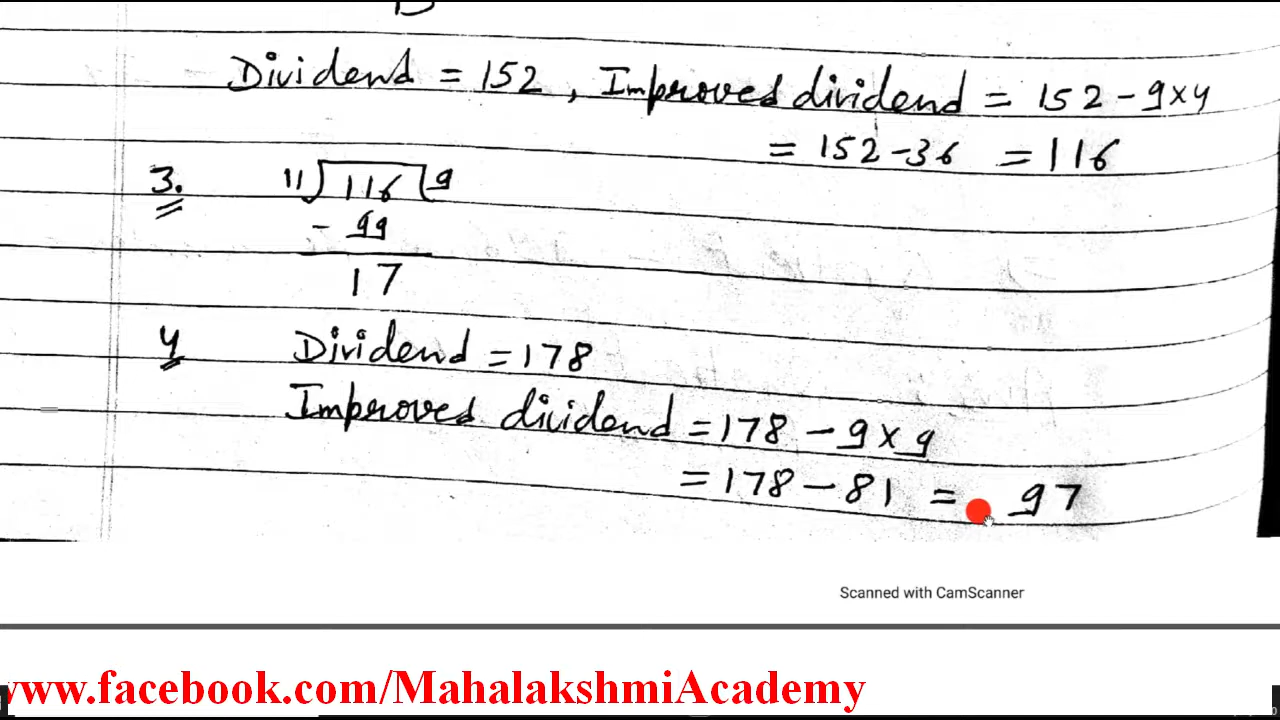 Dividend = 152 , Improved dividend = 152 - 9x4
= 152 - 36 = 116
3. 11) 116 (9
- 99
17
4 Dividend = 178
Improved dividend = 178 - 9 x 9
= 178 - 81 = 97
Scanned with CamScanner
www.facebook.com/MahalakshmiAcademy